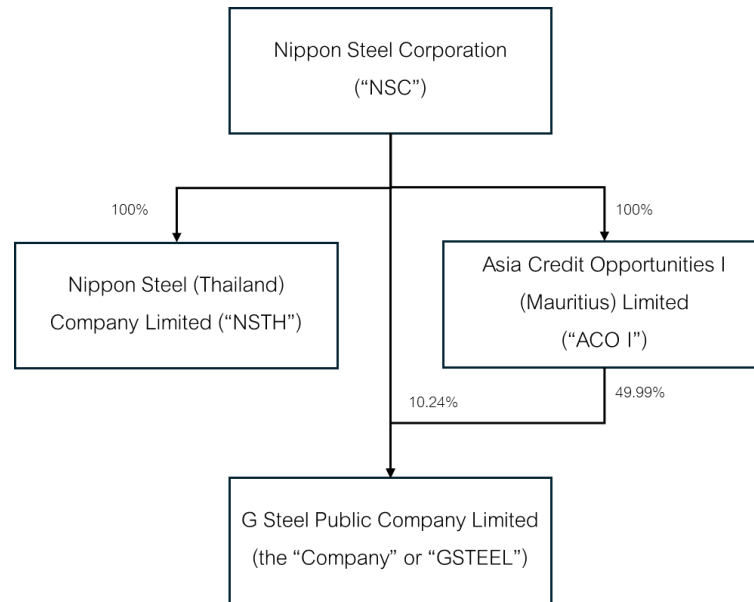 Nippon Steel Corporation
(“NSC”)
100%
100%
Nippon Steel (Thailand)
Company Limited (“NSTH”)
Asia Credit Opportunities I
(Mauritius) Limited
(“ACO I”)
10.24%
49.99%
G Steel Public Company Limited
(the “Company” or “GSTEEL”)